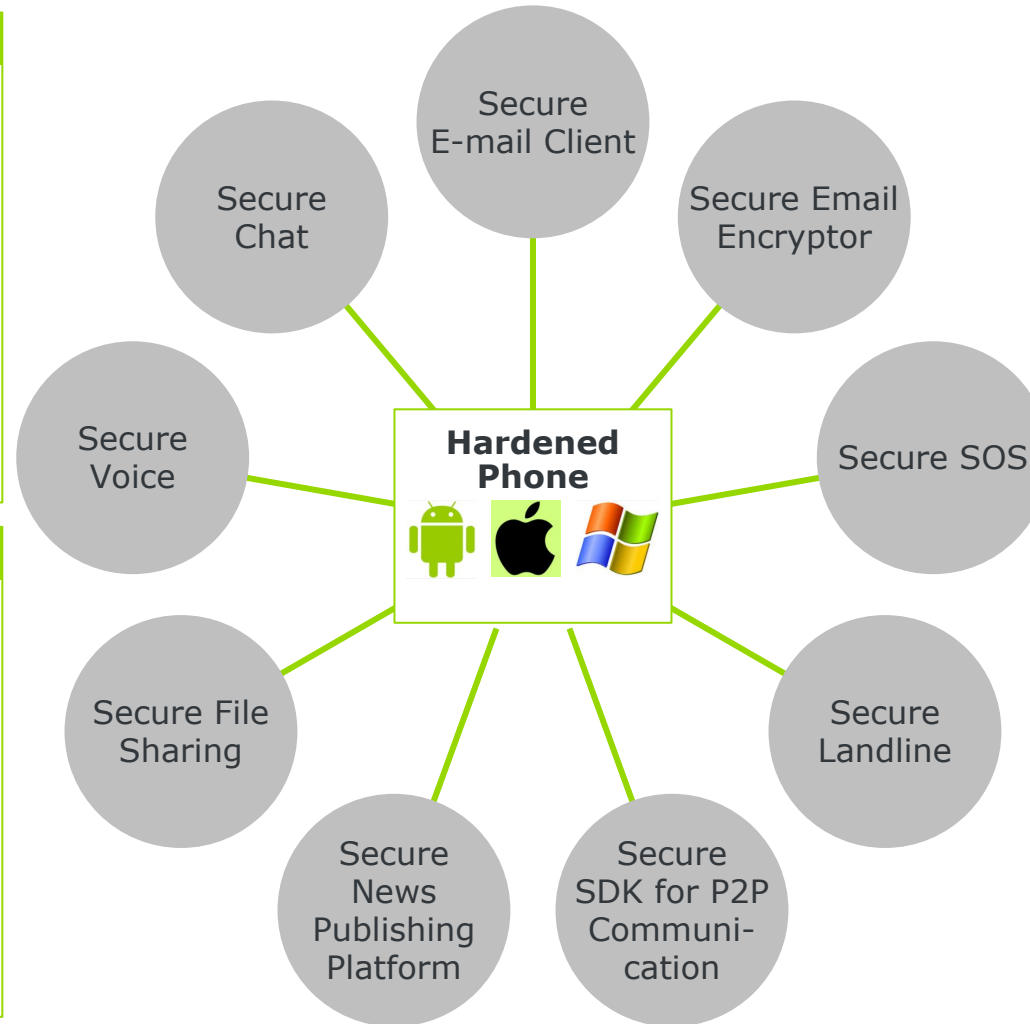 Secure
E-mail Client
Secure
Chat
Secure Email
Encryptor
Secure
Voice
Hardened
Phone
Secure SOS
Secure File
Sharing
Secure
Landline
Secure
News
Publishing
Platform
Secure
SDK for P2P
Communi-
cation